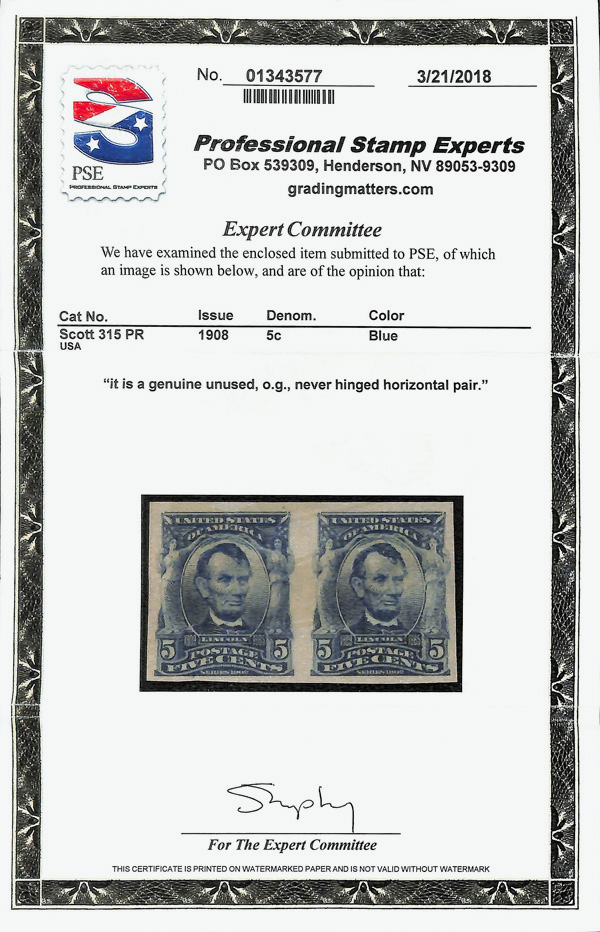 No. 01343577 3/21/2018
PSE
PROFESSIONAL STAMP EXPERTS
Professional Stamp Experts
PO Box 539309, Henderson, NV 89053-9309
gradingmatters.com
Expert Committee
We have examined the enclosed item submitted to PSE, of which
an image is shown below, and are of the opinion that:
Cat No. Issue Denom. Color
Scott 315 PR 1908 5c Blue
USA
“it is a genuine unused, o.g., never hinged horizontal pair.”
UNITED STATES
OF AMERICA
LINCOLN
5 5
POSTAGE
FIVE CENTS
SERIES 1902
UNITED STATES
OF AMERICA
LINCOLN
5 5
POSTAGE
FIVE CENTS
SERIES 1902
For The Expert Committee
THIS CERTIFICATE IS PRINTED ON WATERMARKED PAPER AND IS NOT VALID WITHOUT WATERMARK